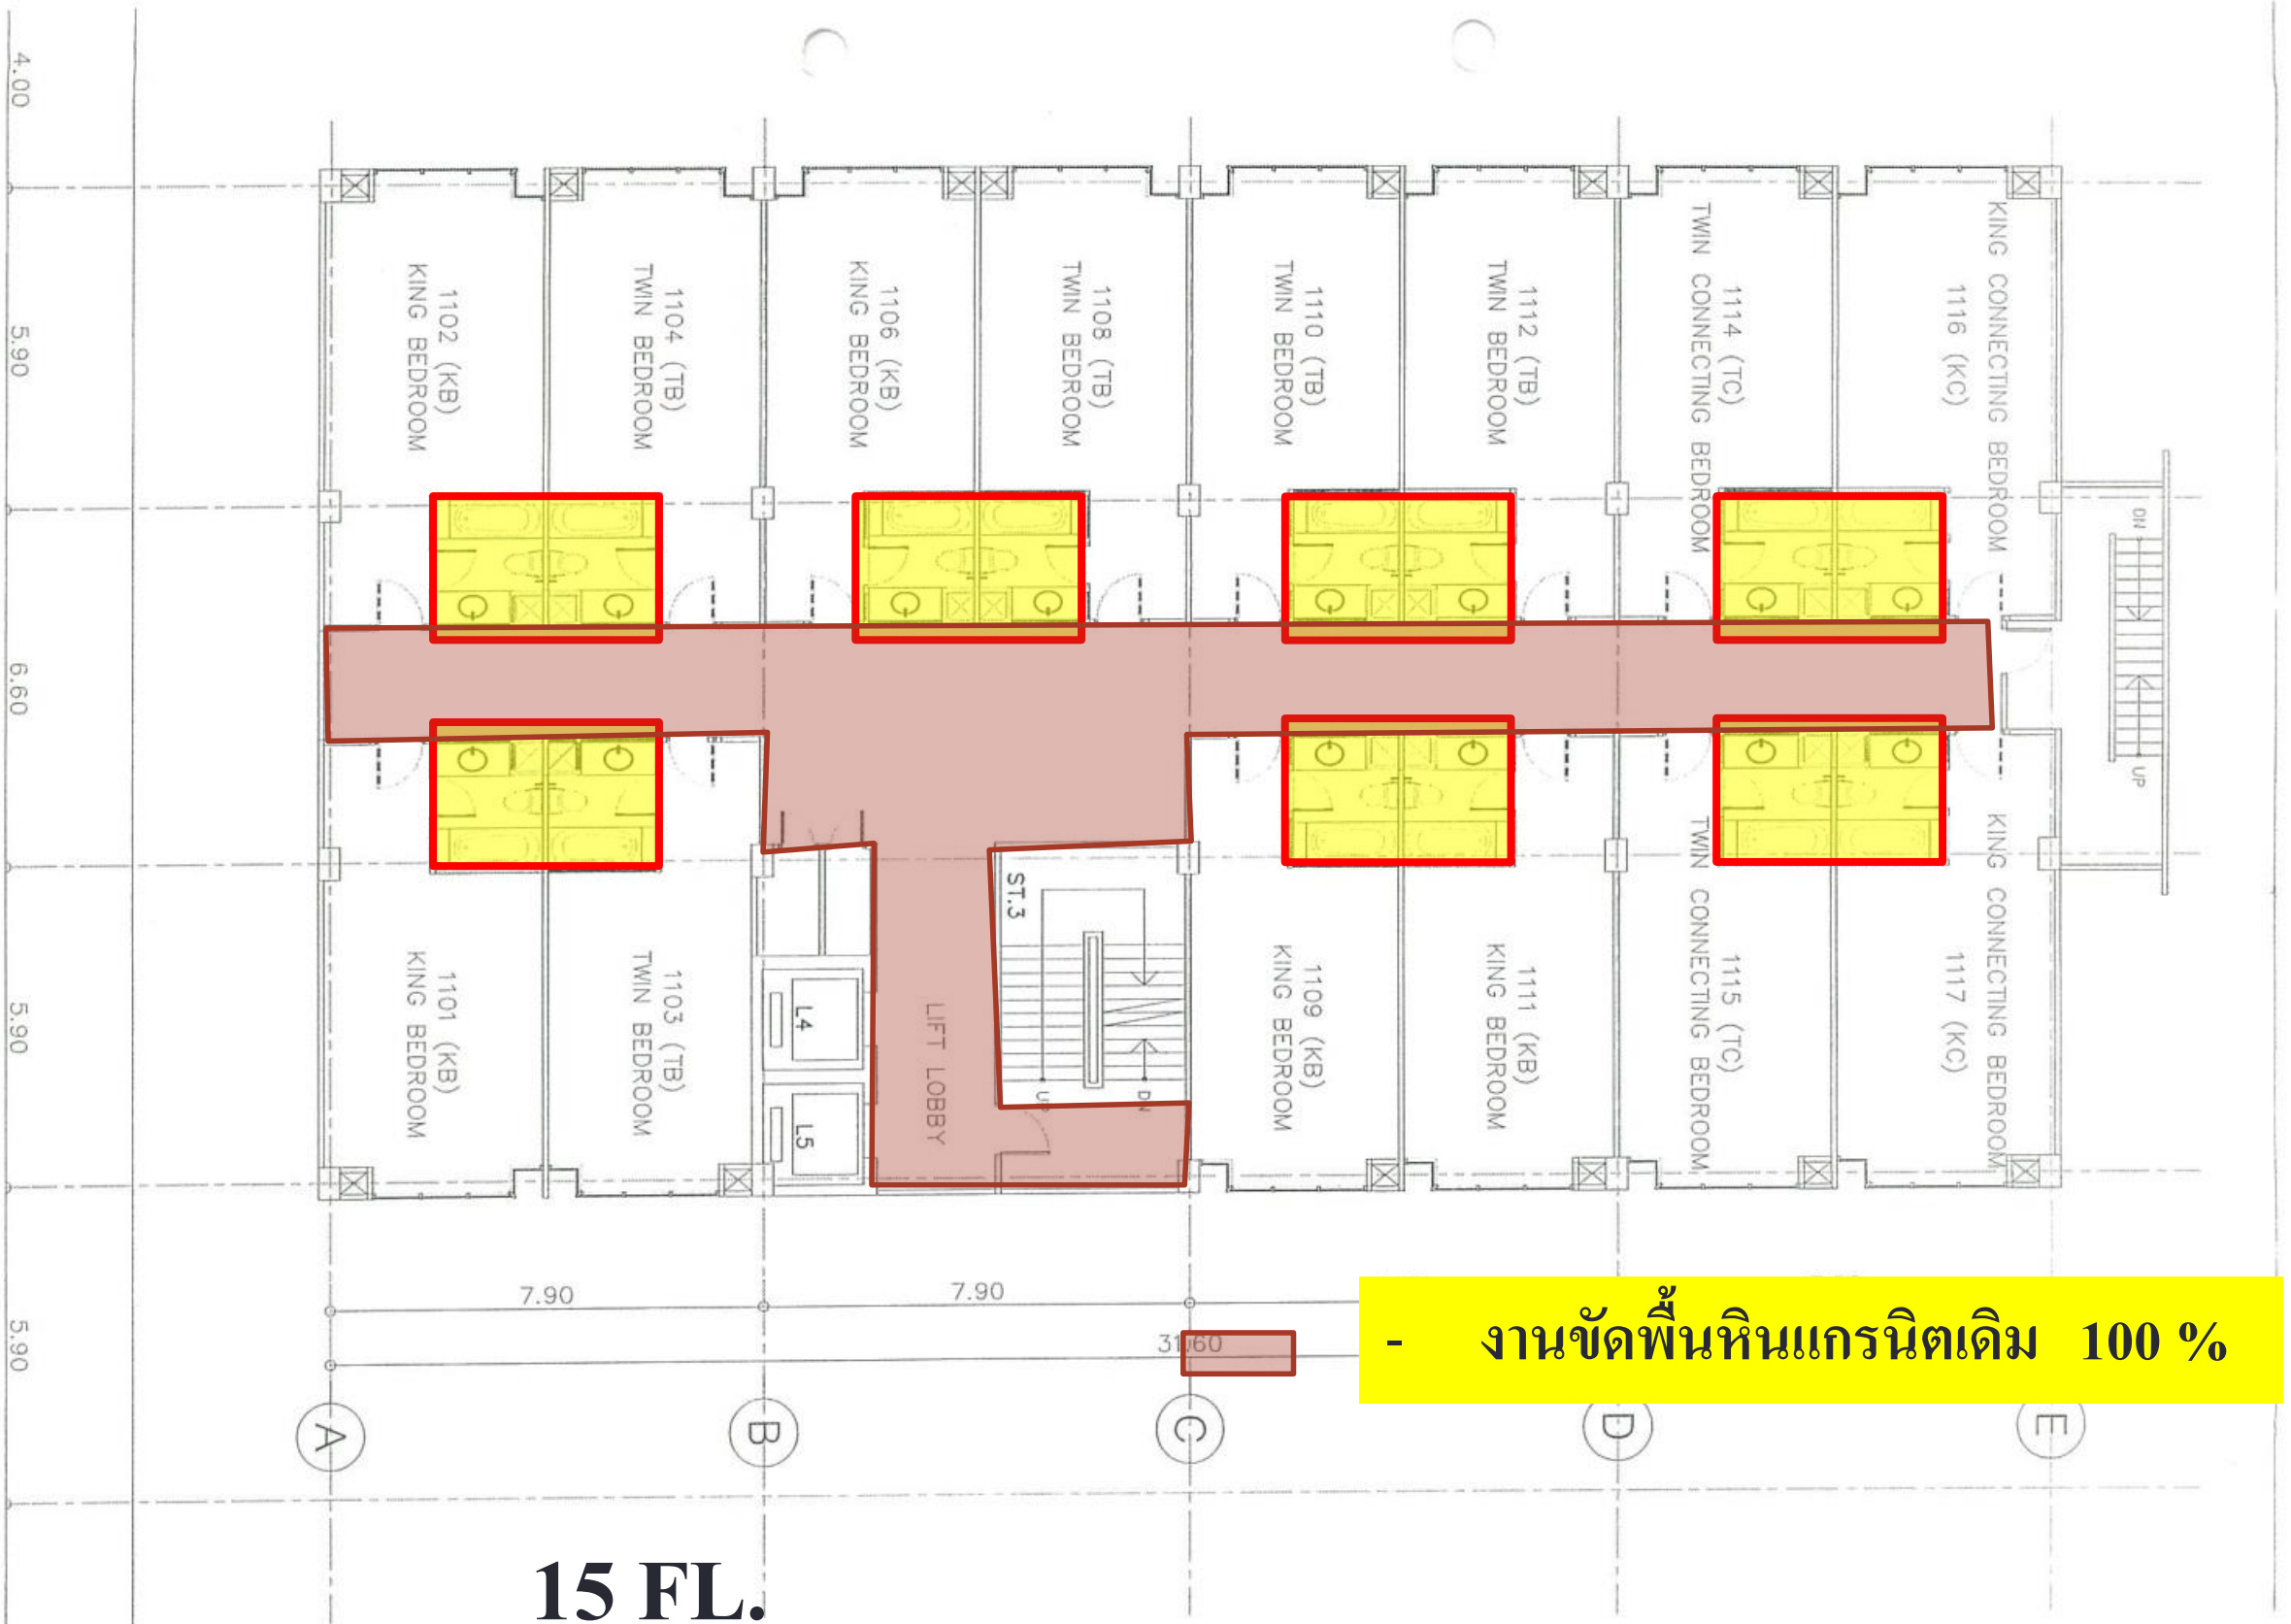 4.00
5.90
6.60
5.90
5.90
1102 (KB)
KING BEDROOM
1104 (TB)
TWIN BEDROOM
1106 (KB)
KING BEDROOM
1108 (TB)
TWIN BEDROOM
1110 (TB)
TWIN BEDROOM
1112 (TB)
TWIN BEDROOM
1114 (TC)
TWIN CONNECTING BEDROOM
KING CONNECTING BEDROOM
1116 (KC)
DN
UP
1101 (KB)
KING BEDROOM
1103 (TB)
TWIN BEDROOM
L4
L5
LIFT LOBBY
ST.3
UP
DN
1109 (KB)
KING BEDROOM
1111 (KB)
KING BEDROOM
1115 (TC)
TWIN CONNECTING BEDROOM
KING CONNECTING BEDROOM
1117 (KC)
7.90
7.90
31.60
- งานขัดพื้นหินแกรนิตเดิม 100 %
A
B
C
D
E
15 FL.